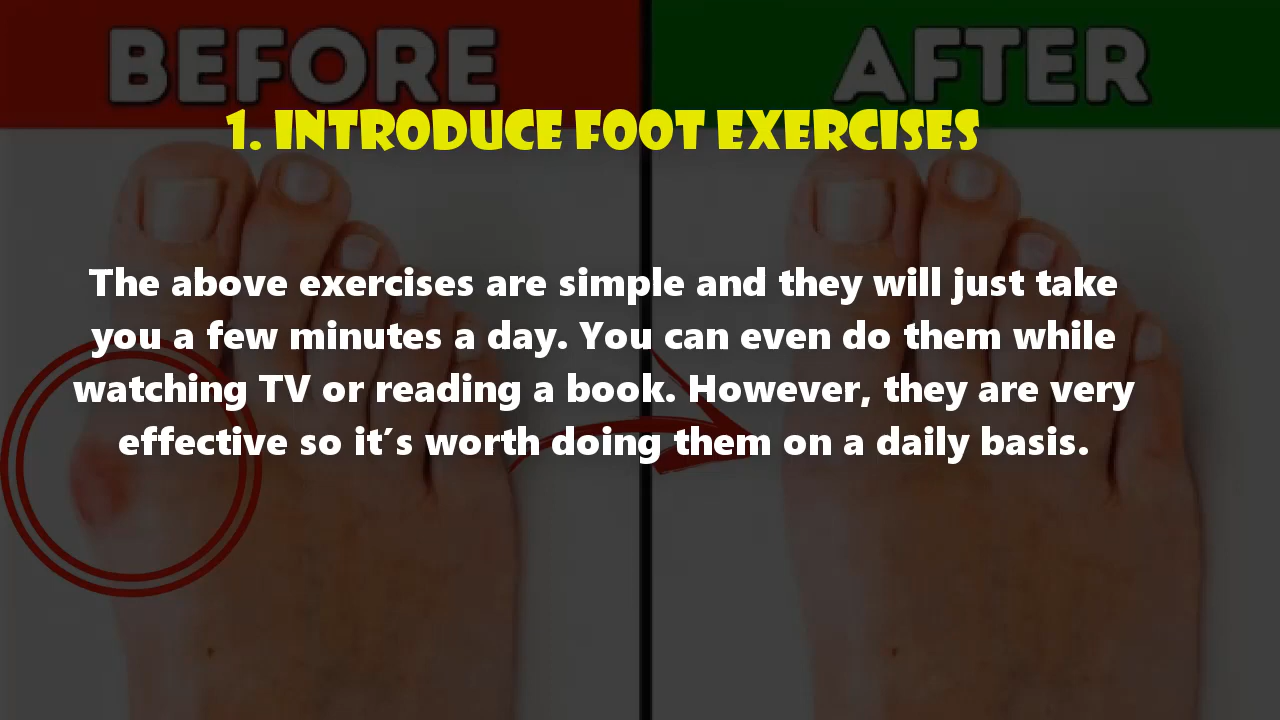 BEFORE
AFTER
1. INTRODUCE FOOT EXERCISES
The above exercises are simple and they will just take
you a few minutes a day. You can even do them while
watching TV or reading a book. However, they are very
effective so it´s worth doing them on a daily basis.